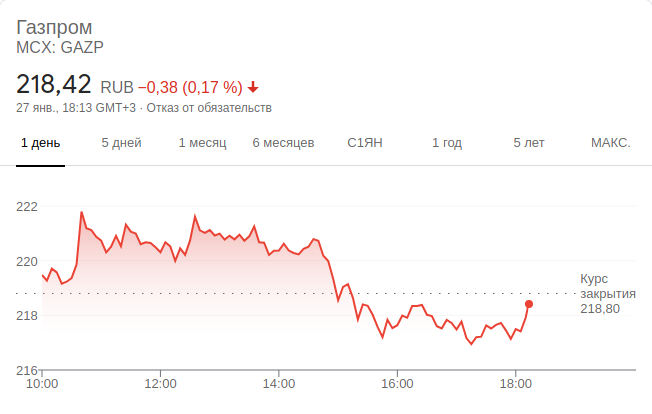 Газпром
MCX: GAZP
218,42 RUB −0,38 (0,17 %)
27 янв., 18:13 GMT+3 · Отказ от обязательств
1 день 5 дней 1 месяц 6 месяцев С1ЯН 1 год 5 лет МАКС.
222
220
218
216
Курс
закрытия
218,80
10:00 12:00 14:00 16:00 18:00